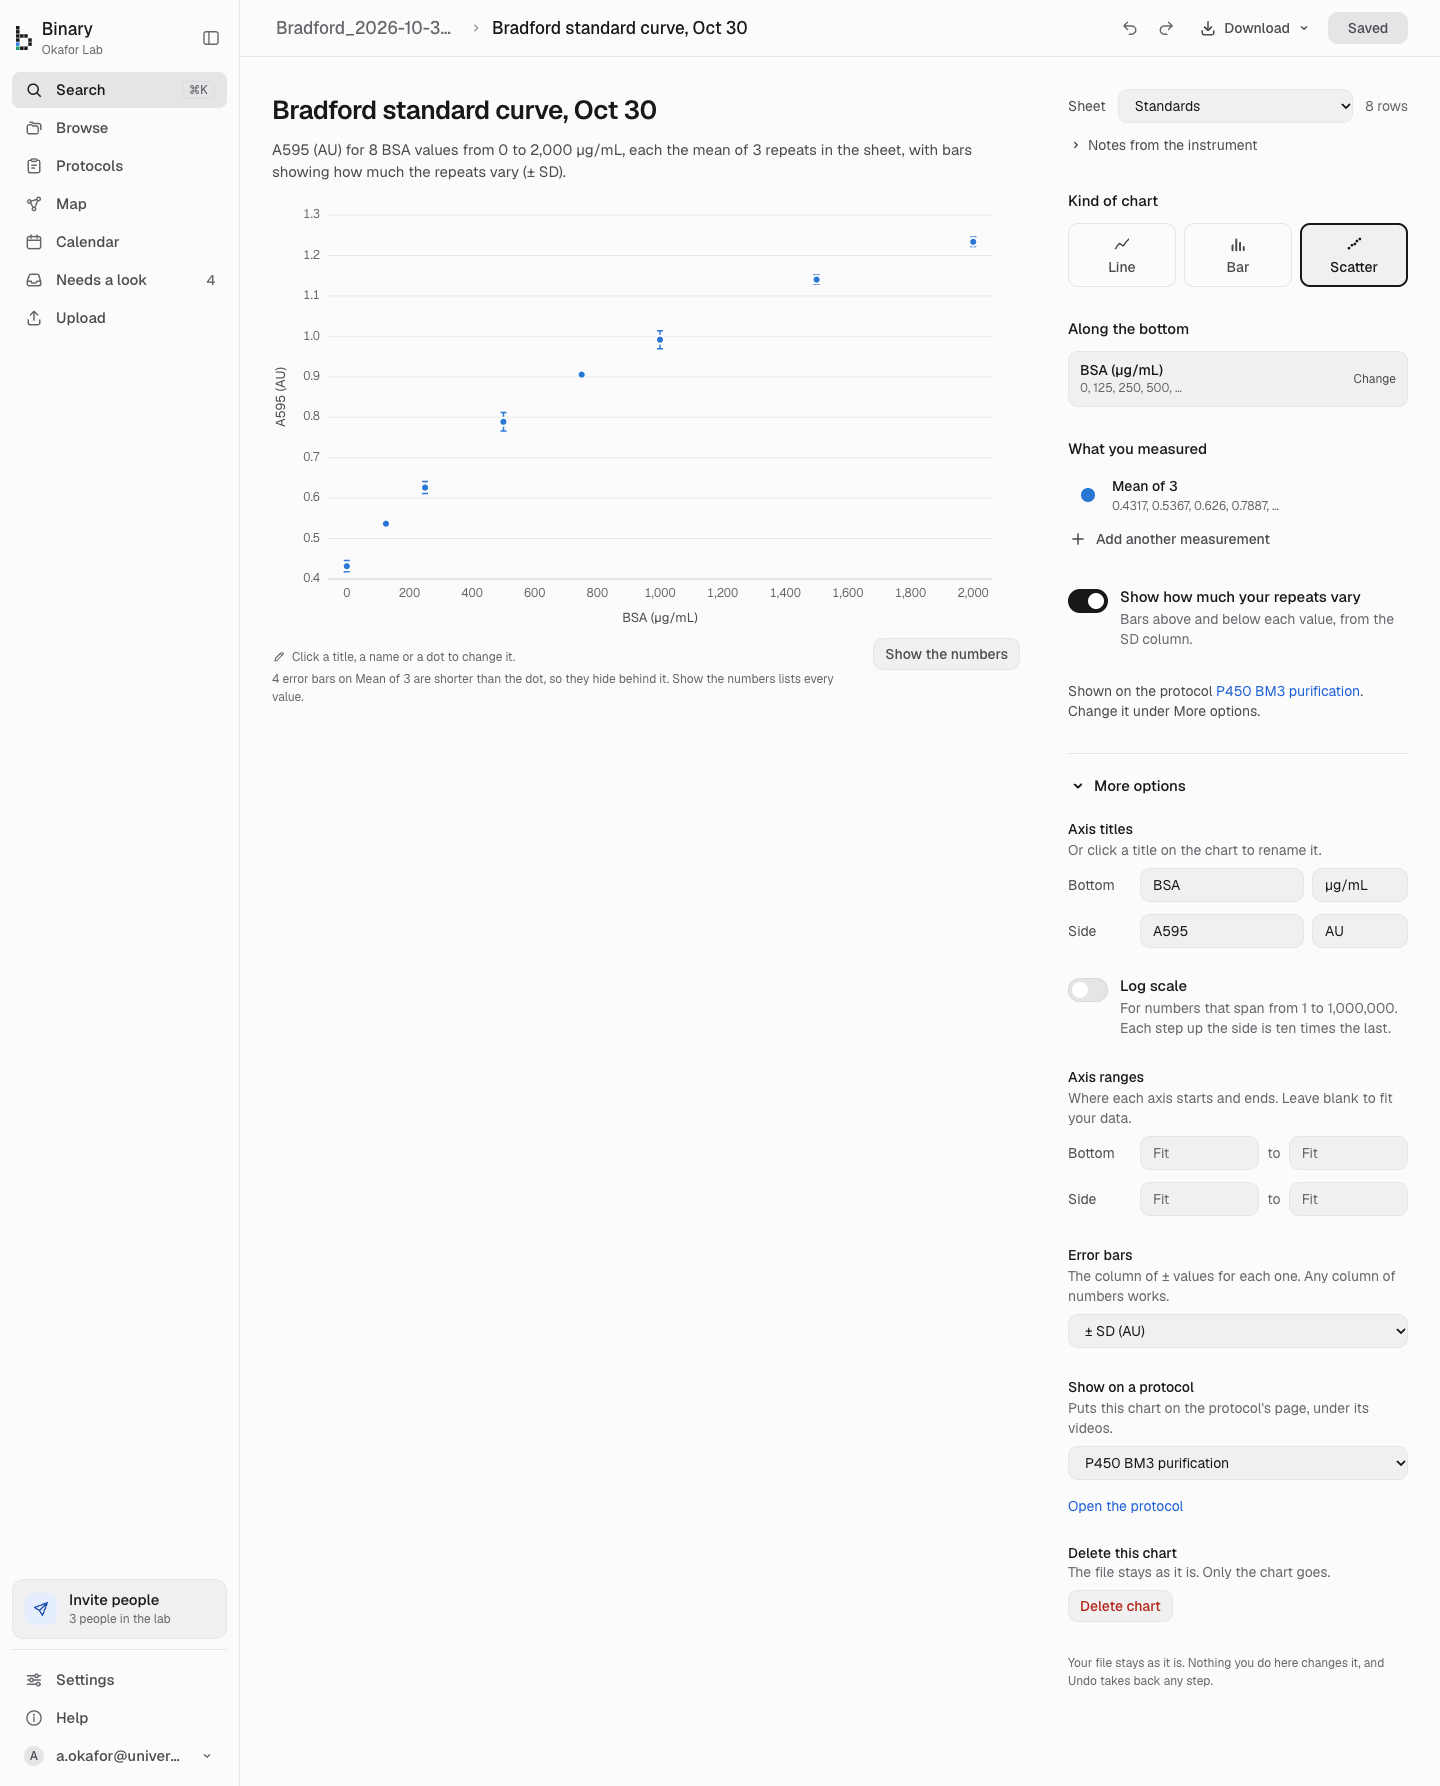 Binary
Okafor Lab
Search ⌘K
Browse
Protocols
Map
Calendar
Needs a look 4
Upload
Invite people
3 people in the lab
Settings
Help
A a.okafor@univer...
Bradford_2026-10-3... › Bradford standard curve, Oct 30
Download
Saved
Bradford standard curve, Oct 30
A595 (AU) for 8 BSA values from 0 to 2,000 µg/mL, each the mean of 3 repeats in the sheet, with bars
showing how much the repeats vary (± SD).
1.3
1.2
1.1
1.0
0.9
0.8
0.7
0.6
0.5
0.4
A595 (AU)
0 200 400 600 800 1,000 1,200 1,400 1,600 1,800 2,000
BSA (µg/mL)
Click a title, a name or a dot to change it.
4 error bars on Mean of 3 are shorter than the dot, so they hide behind it. Show the numbers lists every
value.
Show the numbers
Sheet Standards 8 rows
Notes from the instrument
Kind of chart
Line Bar Scatter
Along the bottom
BSA (µg/mL)
0, 125, 250, 500, ...
Change
What you measured
Mean of 3
0.4317, 0.5367, 0.626, 0.7887, ...
Add another measurement
Show how much your repeats vary
Bars above and below each value, from the
SD column.
Shown on the protocol P450 BM3 purification.
Change it under More options.
More options
Axis titles
Or click a title on the chart to rename it.
Bottom BSA µg/mL
Side A595 AU
Log scale
For numbers that span from 1 to 1,000,000.
Each step up the side is ten times the last.
Axis ranges
Where each axis starts and ends. Leave blank to fit
your data.
Bottom Fit to Fit
Side Fit to Fit
Error bars
The column of ± values for each one. Any column of
numbers works.
± SD (AU)
Show on a protocol
Puts this chart on the protocol's page, under its
videos.
P450 BM3 purification
Open the protocol
Delete this chart
The file stays as it is. Only the chart goes.
Delete chart
Your file stays as it is. Nothing you do here changes it, and
Undo takes back any step.